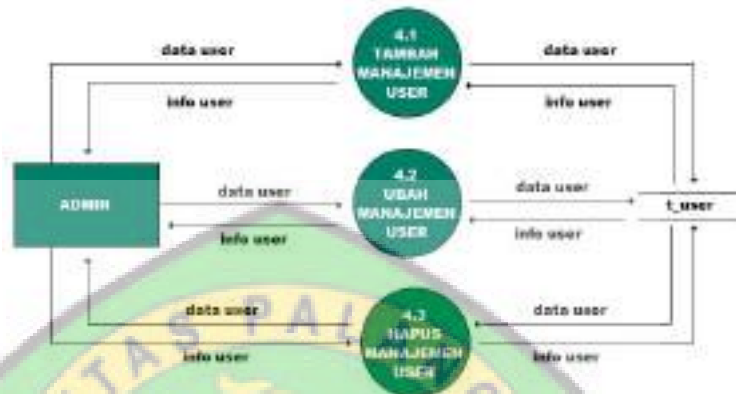 4.1
TAMBAH
MANAJEMEN
USER
data user
data user
info user
info user
ADMIN
4.2
UBAH
MANAJEMEN
USER
data user
data user
info user
info user
t_user
4.3
HAPUS
MANAJEMEN
USER
data user
data user
info user
info user
TAS PAL